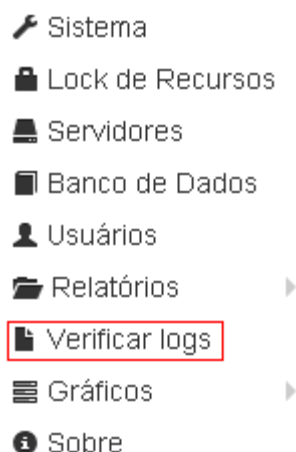 Sistema
Lock de Recursos
Servidores
Banco de Dados
Usuários
Relatórios
Verificar logs
Gráficos
Sobre